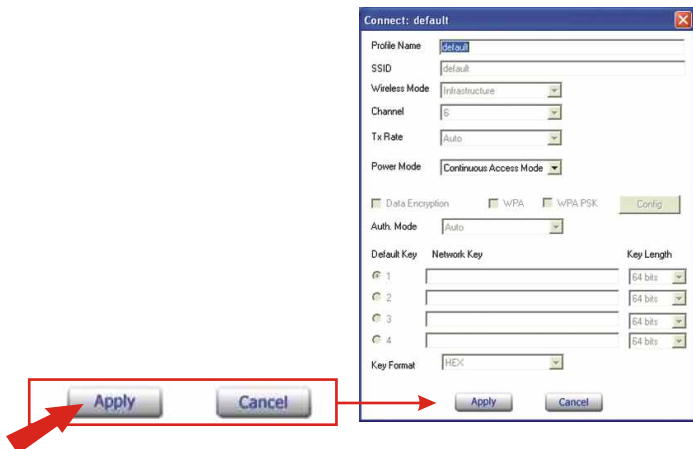 Connect: default
Profile Name default
SSID default
Wireless Mode Infrastructure
Channel 6
Tx Rate Auto
Power Mode Continuous Access Mode
Data Encryption WPA WPA PSK Config
Auth. Mode Auto
Default Key Network Key Key Length
1 64 bits
2 64 bits
3 64 bits
4 64 bits
Key Format HEX
Apply Cancel
Apply Cancel